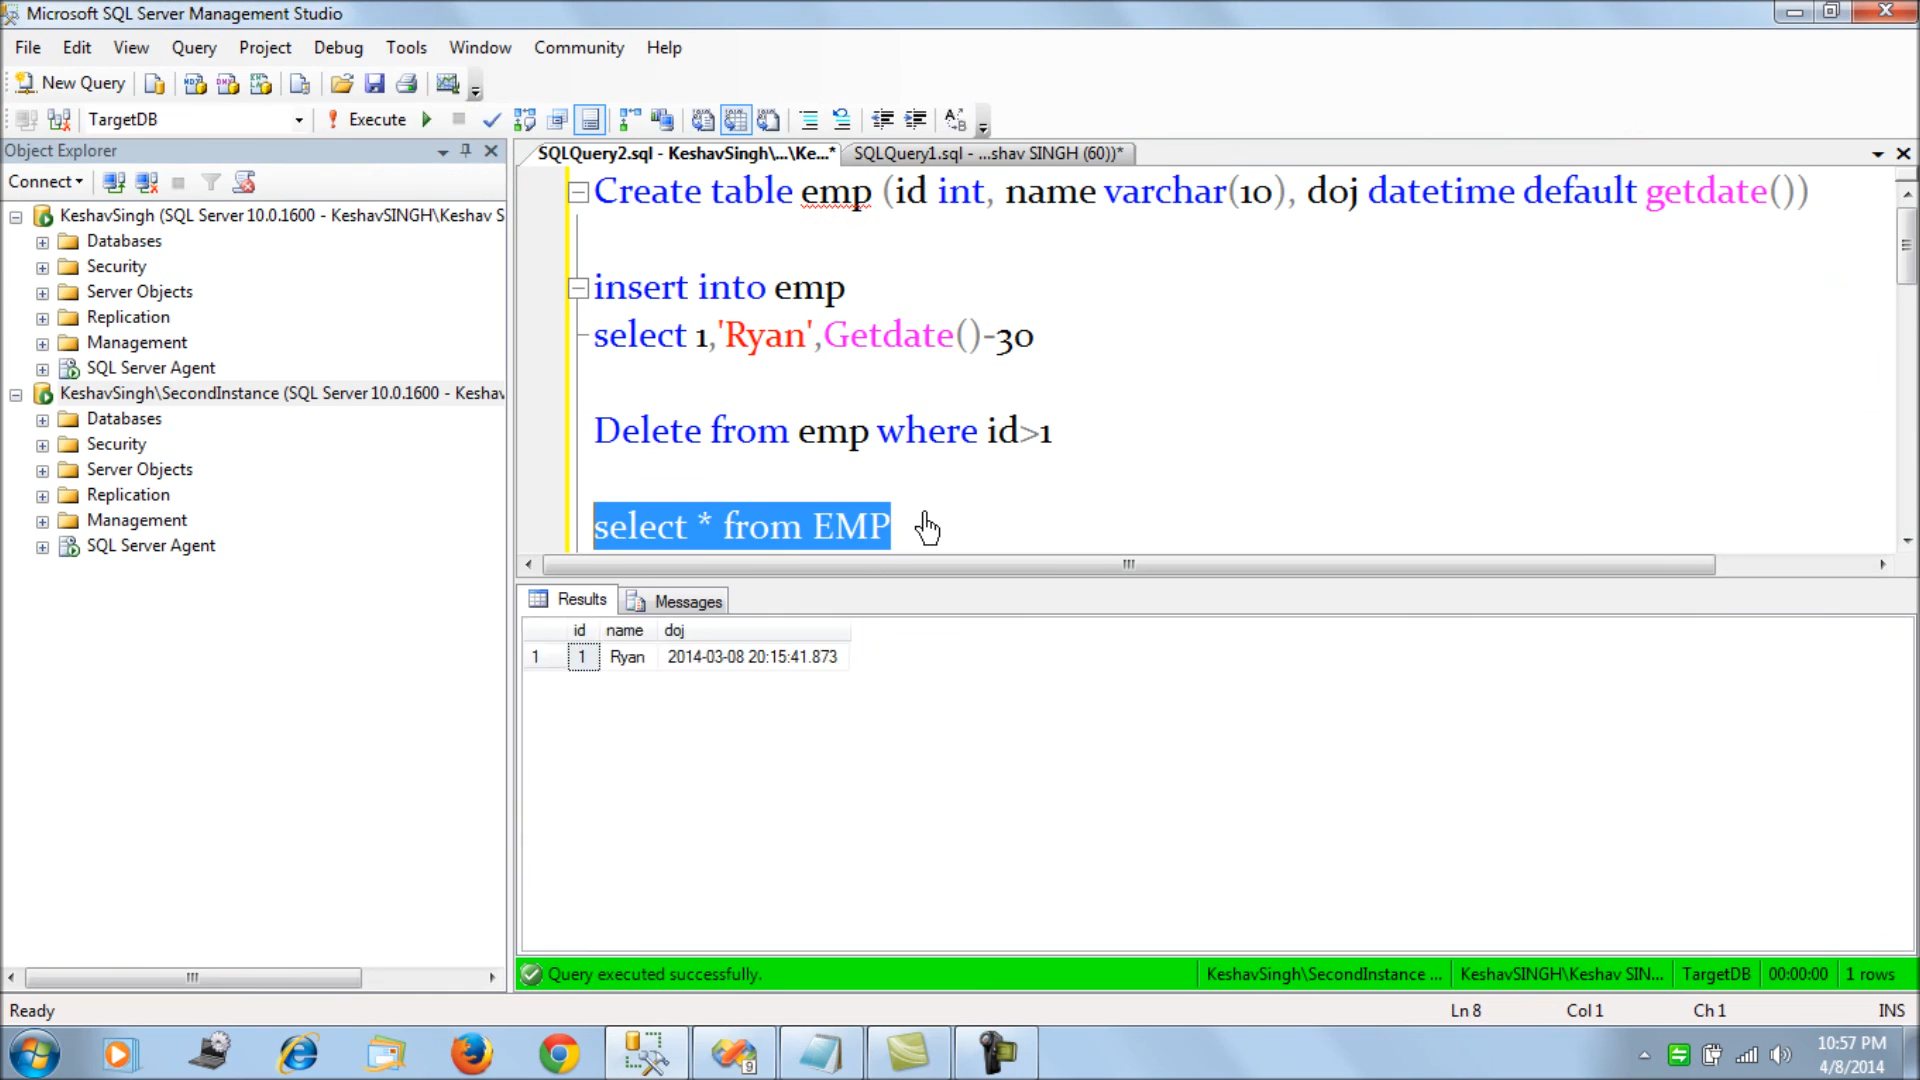 Microsoft SQL Server Management Studio
File Edit View Query Project Debug Tools Window Community Help
New Query
TargetDB Execute
Object Explorer
Connect
KeshavSingh (SQL Server 10.0.1600 - KeshavSINGH\Keshav S
Databases
Security
Server Objects
Replication
Management
SQL Server Agent
KeshavSingh\SecondInstance (SQL Server 10.0.1600 - Keshav
Databases
Security
Server Objects
Replication
Management
SQL Server Agent
SQLQuery2.sql - KeshavSingh\...\Ke...* SQLQuery1.sql - ...shav SINGH (60))*
Create table emp (id int, name varchar(10), doj datetime default getdate())
insert into emp
select 1,'Ryan',Getdate()-30
Delete from emp where id>1
select * from EMP
Results Messages
id name doj
1 1 Ryan 2014-03-08 20:15:41.873
Query executed successfully. KeshavSingh\SecondInstance ... KeshavSINGH\Keshav SIN... TargetDB 00:00:00 1 rows
Ready Ln 8 Col 1 Ch 1 INS
9
10:57 PM
4/8/2014